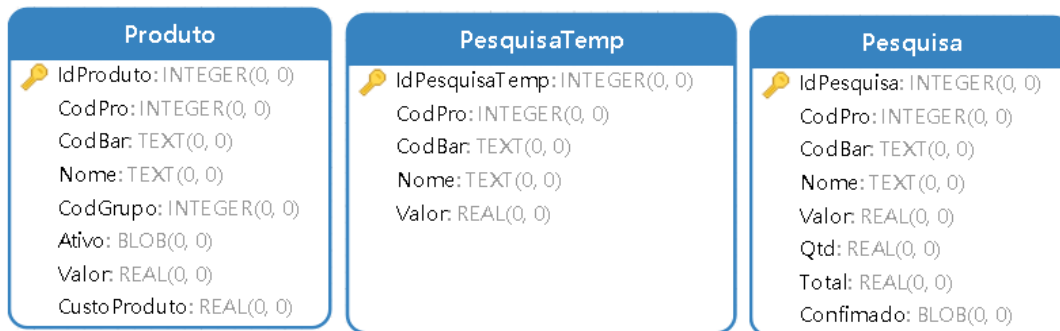 Produto
IdProduto: INTEGER(0, 0)
CodPro: INTEGER(0, 0)
CodBar: TEXT(0, 0)
Nome: TEXT(0, 0)
CodGrupo: INTEGER(0, 0)
Ativo: BLOB(0, 0)
Valor: REAL(0, 0)
CustoProduto: REAL(0, 0)
PesquisaTemp
IdPesquisaTemp: INTEGER(0, 0)
CodPro: INTEGER(0, 0)
CodBar: TEXT(0, 0)
Nome: TEXT(0, 0)
Valor: REAL(0, 0)
Pesquisa
IdPesquisa: INTEGER(0, 0)
CodPro: INTEGER(0, 0)
CodBar: TEXT(0, 0)
Nome: TEXT(0, 0)
Valor: REAL(0, 0)
Qtd: REAL(0, 0)
Total: REAL(0, 0)
Confimado: BLOB(0, 0)